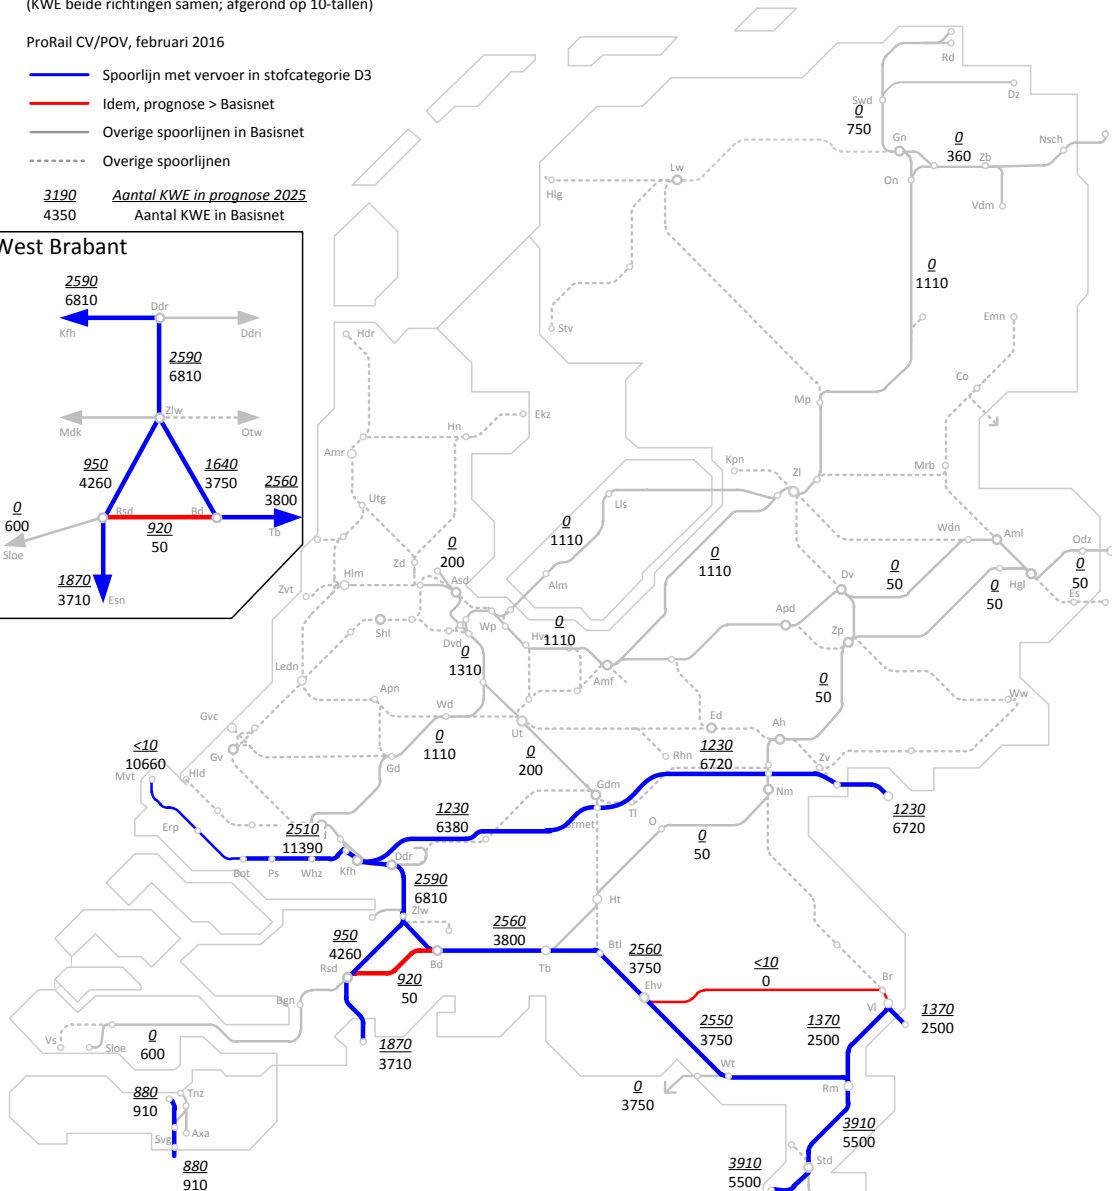 (KWE beide richtingen samen; afgerond op 10-tallen)
ProRail CV/POV, februari 2016
Spoorlijn met vervoer in stofcategorie D3
Idem, prognose > Basisnet
Overige spoorlijnen in Basisnet
Overige spoorlijnen
3190 Aantal KWE in prognose 2025
4350 Aantal KWE in Basisnet
West Brabant
2590
6810
Ddr
Kfh
Ddri
2590
6810
Zlw
Mdk
Otw
950
4260
1640
3750
2560
3800
0
600
Rsd
Bd
Tb
Sloe
920
50
1870
3710
Esn
Rd
Swd
Dz
0
750
Gn
0
360
Zb
Nsch
On
Vdm
Lw
Hlg
0
1110
Stv
Emn
Hdr
Co
Mp
Ekz
Hn
Amr
Kpn
Zl
Mrb
Utg
Lls
0
1110
Wdn
Aml
Odz
0
200
Zd
Asd
0
1110
Hlm
Zvt
Alm
Dv
0
50
0
50
Hgl
0
50
Es
Shl
Dvd
Wp
Hvs
0
1110
Apd
Zp
0
1310
Ledn
Amf
0
50
Apn
Ww
Gvc
Wd
Ut
Ed
Ah
Gv
0
1110
Gd
0
200
Rhn
1230
6720
Zv
<10
10660
Mvt
Hld
Gdm
Nm
1230
6720
Erp
2510
11390
1230
6380
Tl
O
0
50
Bot
Ps
Whz
Kfh
Ddr
2590
6810
Ht
Zlw
950
4260
2560
3800
Btl
2560
3750
Rsd
Bd
Tb
Ehv
<10
0
Br
920
50
Bgn
Vl
1370
2500
2550
3750
1370
2500
Vs
Sloe
0
600
1870
3710
Wt
0
3750
Rm
880
910
Tnz
Axa
Svg
3910
5500
880
910
3910
5500
Std